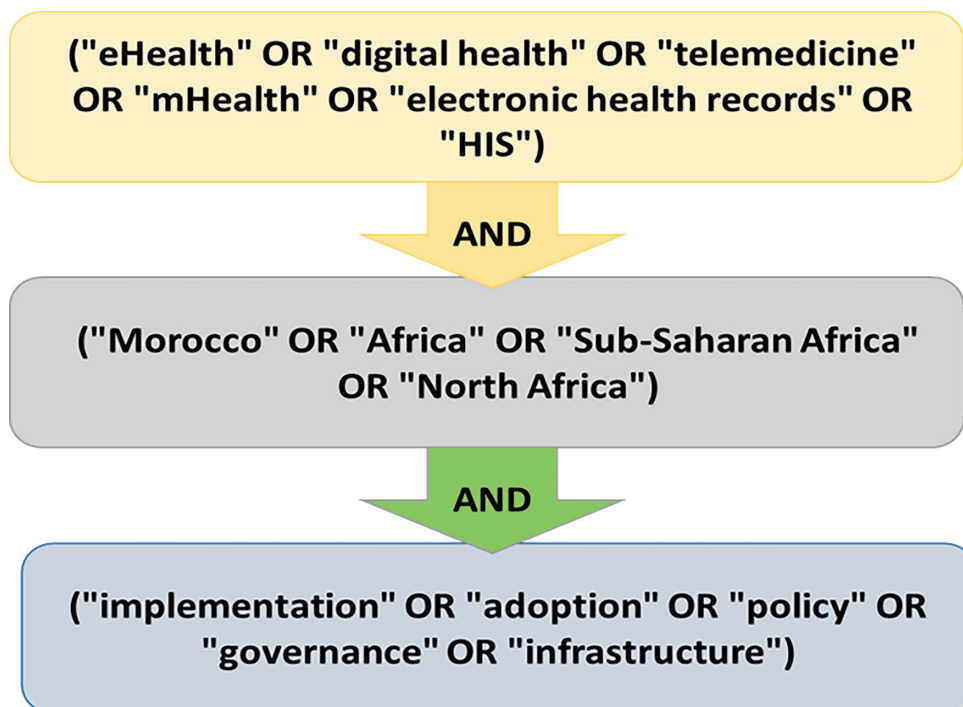 ("eHealth" OR "digital health" OR "telemedicine"
OR "mHealth" OR "electronic health records" OR
"HIS")
AND
("Morocco" OR "Africa" OR "Sub-Saharan Africa"
OR "North Africa")
AND
("implementation" OR "adoption" OR "policy" OR
"governance" OR "infrastructure")